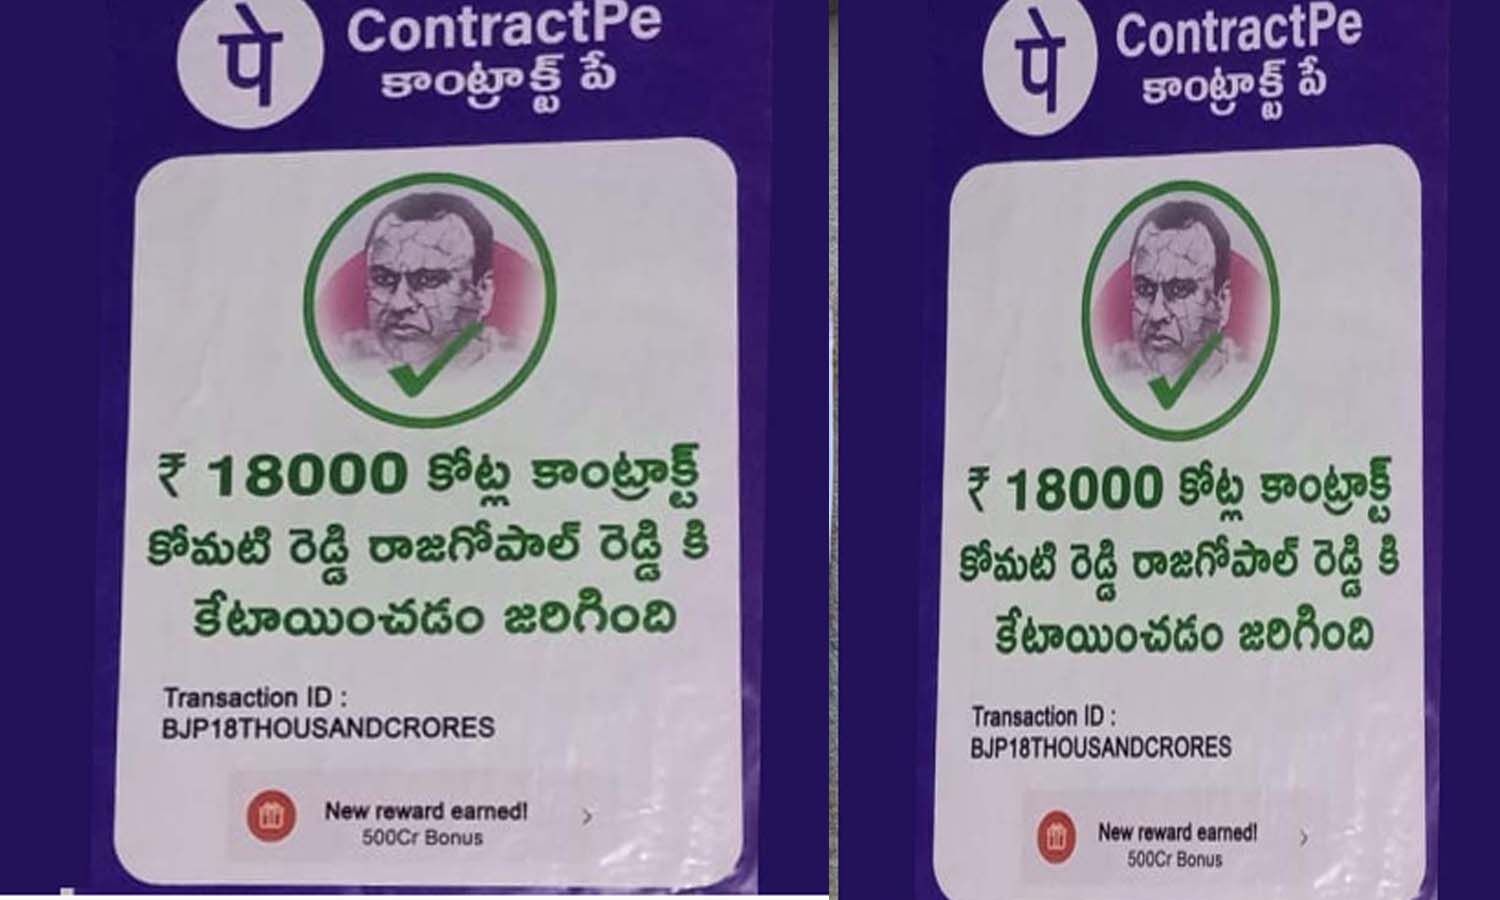 पे
ContractPe
కాంట్రాక్ట్ పే
₹ 18000 కోట్ల కాంట్రాక్ట్
కోమటి రెడ్డి రాజగోపాల్ రెడ్డి కి
కేటాయించడం జరిగింది
Transaction ID :
BJP18THOUSANDCRORES
New reward earned!
500Cr Bonus
पे
ContractPe
కాంట్రాక్ట్ పే
₹ 18000 కోట్ల కాంట్రాక్ట్
కోమటి రెడ్డి రాజగోపాల్ రెడ్డి కి
కేటాయించడం జరిగింది
Transaction ID :
BJP18THOUSANDCRORES
New reward earned!
500Cr Bonus